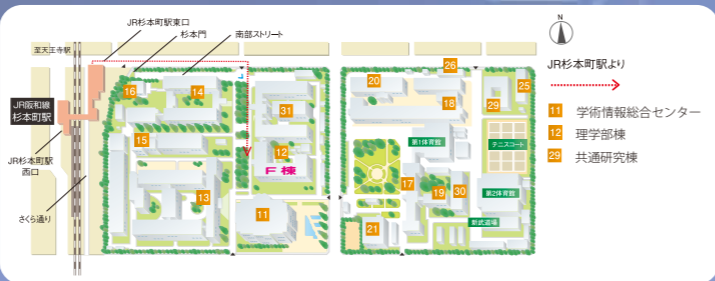 JR杉本町駅東口
杉本門
南部ストリート
至天王寺駅
JR阪和線
杉本町駅
JR杉本町駅
西口
さくら通り
16
14
31
15
12
E棟
13
11
20
26
18
29
25
第1体育館
テニスコート
17
19
30
第2体育館
新武道場
21
N
JR杉本町駅より
11 学術情報総合センター
12 理学部棟
29 共通研究棟